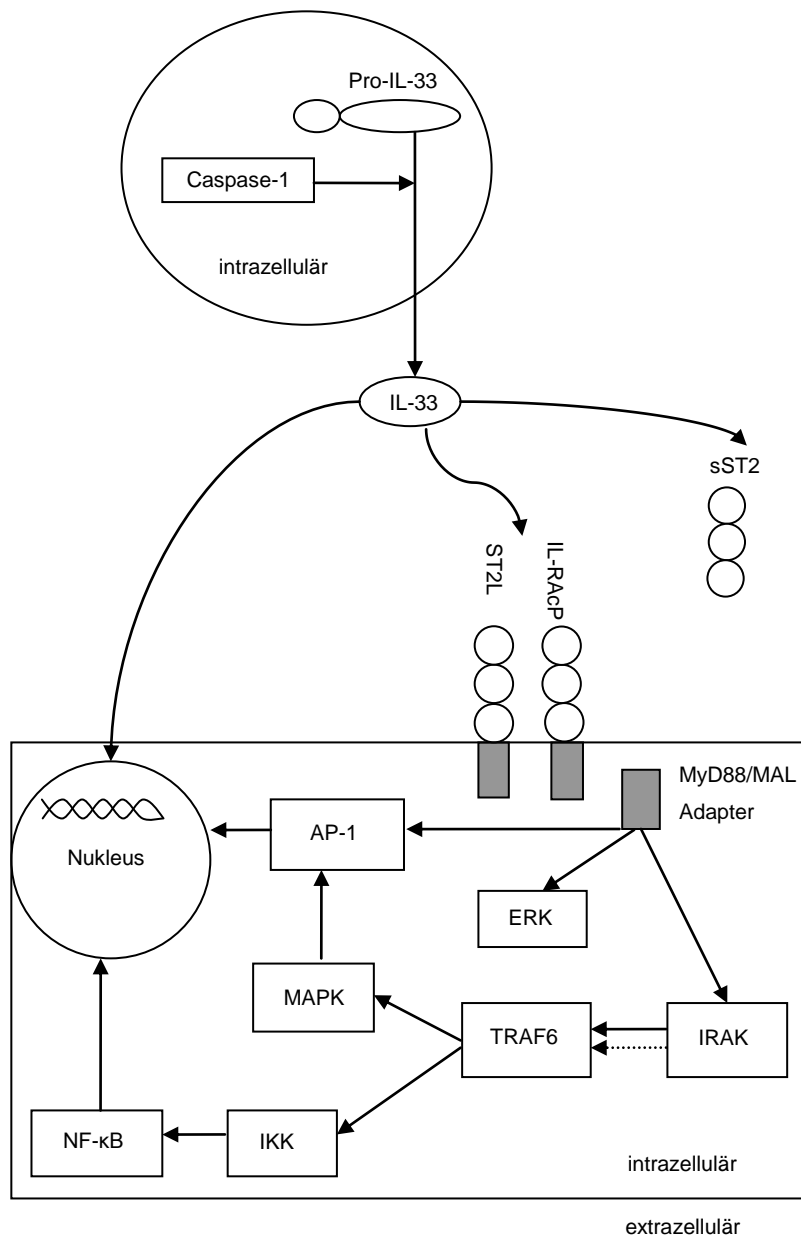 Pro-IL-33
Caspase-1
intrazellulär
IL-33
sST2
ST2L
IL-RAcP
MyD88/MAL
Adapter
AP-1
Nukleus
ERK
MAPK
TRAF6
IRAK
NF-κB
IKK
intrazellulär
extrazellulär